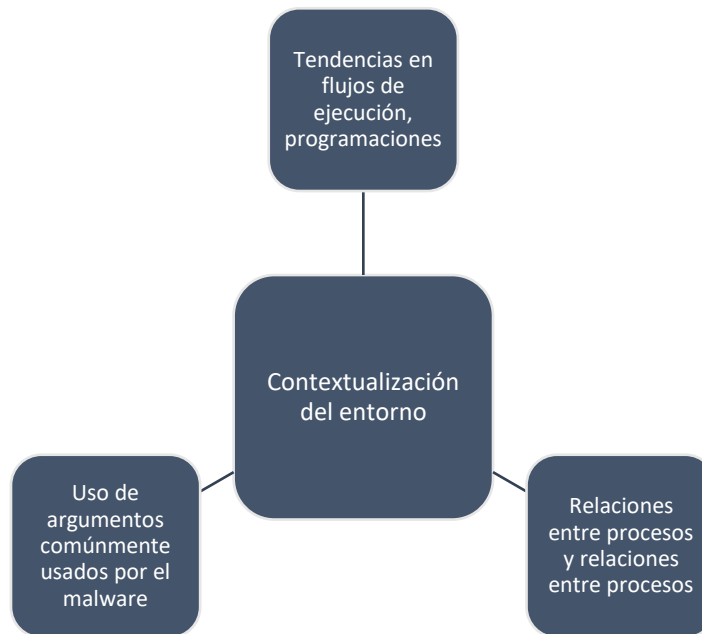 Tendencias en
flujos de
ejecución,
programaciones
Contextualización
del entorno
Uso de
argumentos
comúnmente
usados por el
malware
Relaciones
entre procesos
y relaciones
entre procesos